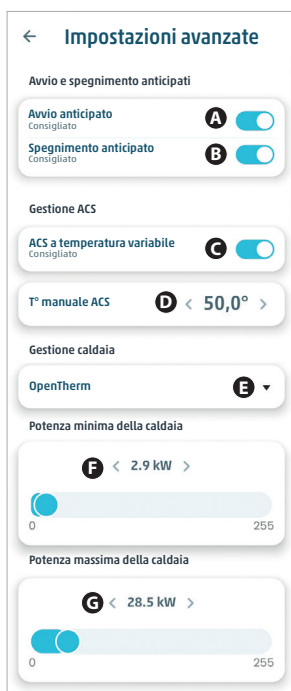 ← Impostazioni avanzate
Avvio e spegnimento anticipati
Avvio anticipato A
Consigliato
Spegnimento anticipato B
Consigliato
Gestione ACS
ACS a temperatura variabile C
Consigliato
T° manuale ACS D < 50,0° >
Gestione caldaia
OpenTherm E ▾
Potenza minima della caldaia
F < 2.9 kW >
0 255
Potenza massima della caldaia
G < 28.5 kW >
0 255